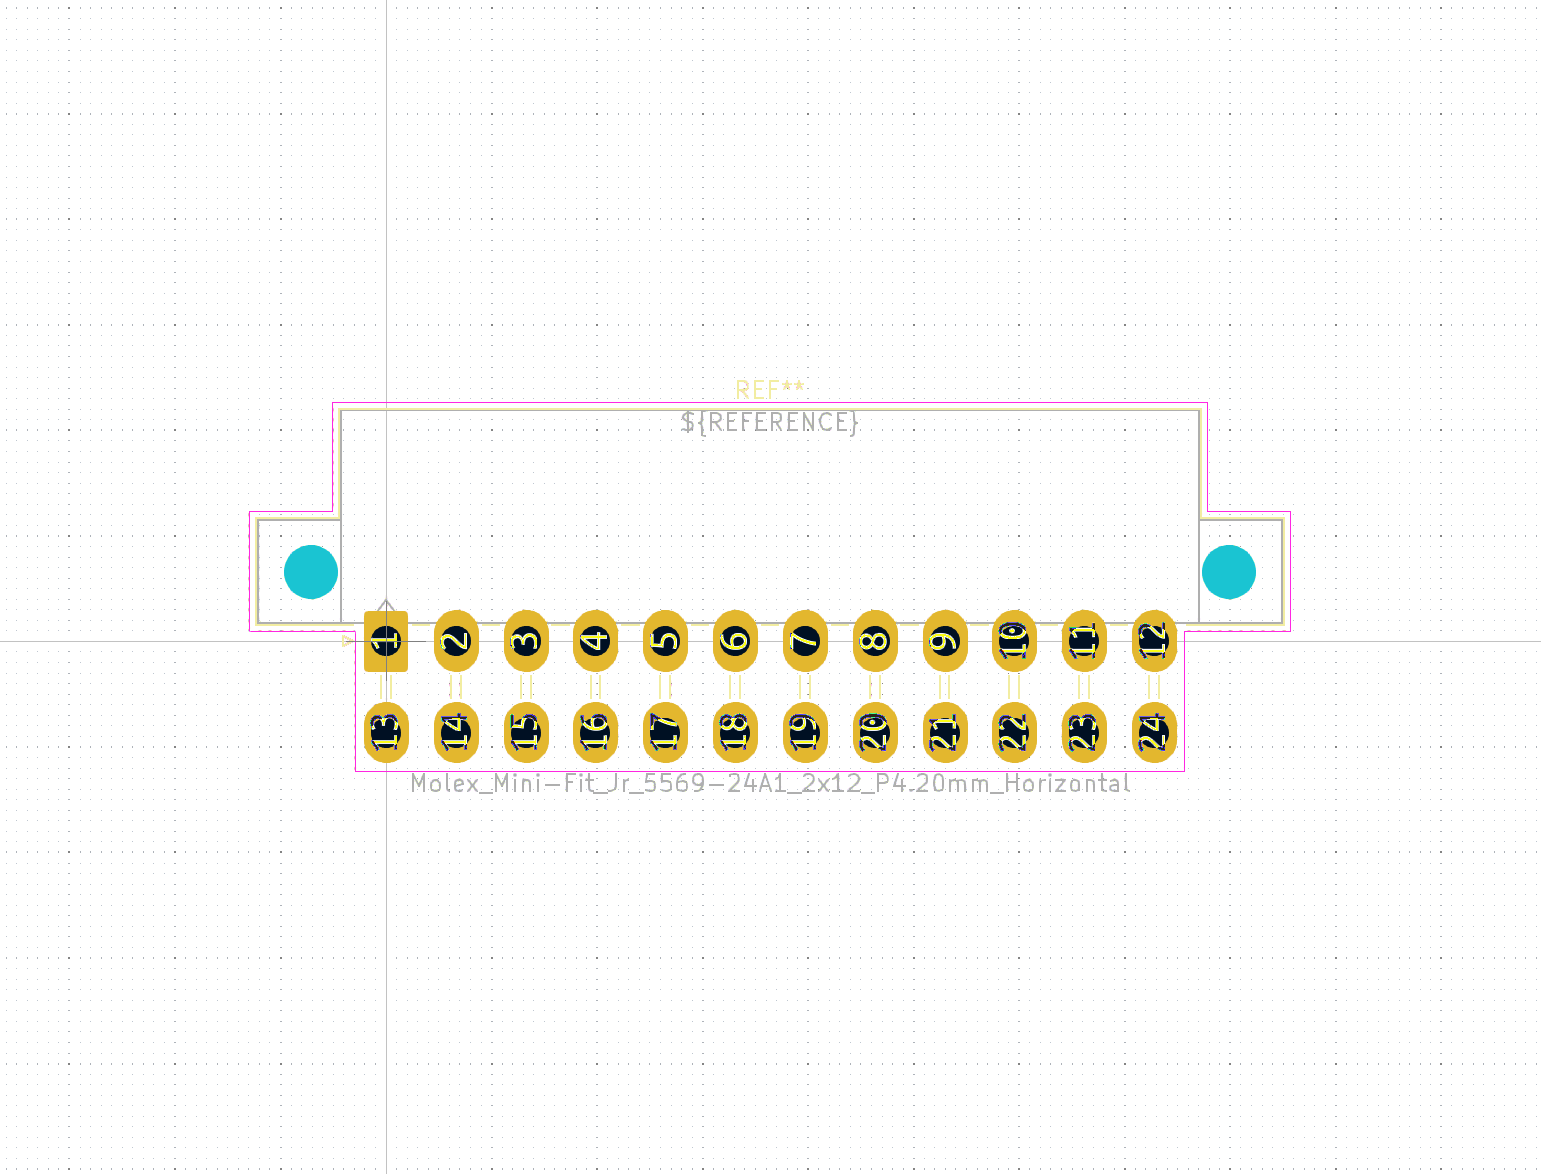 REF**
${REFERENCE}
1 2 3 4 5 6 7 8 9 10 11 12
13 14 15 16 17 18 19 20 21 22 23 24
Molex_Mini-Fit_Jr_5569-24A1_2x12_P4.20mm_Horizontal